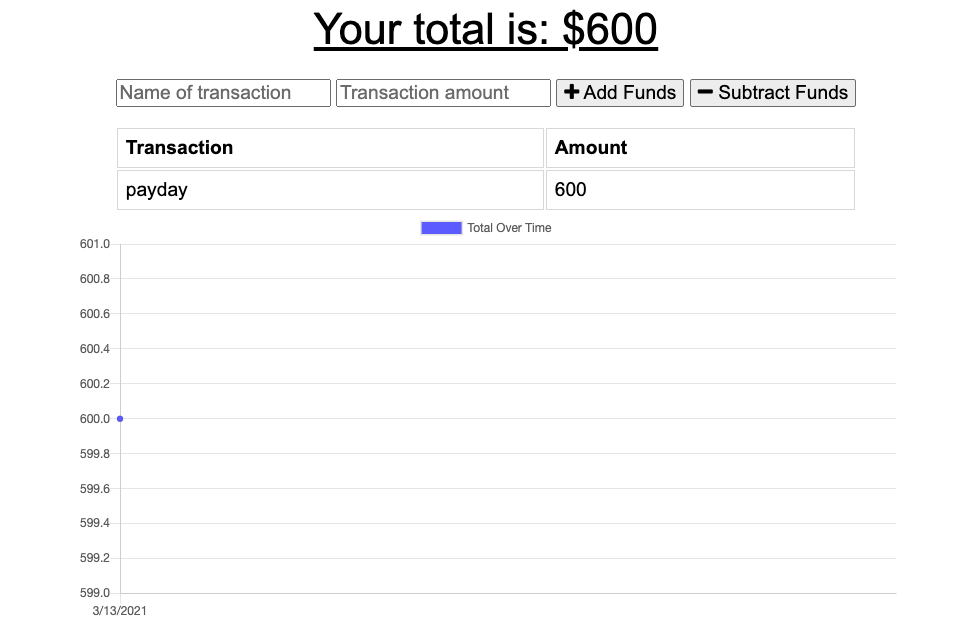 Your total is: $600
Name of transaction Transaction amount Add Funds Subtract Funds
Transaction Amount
payday 600
Total Over Time
601.0
600.8
600.6
600.4
600.2
600.0
599.8
599.6
599.4
599.2
599.0
3/13/2021